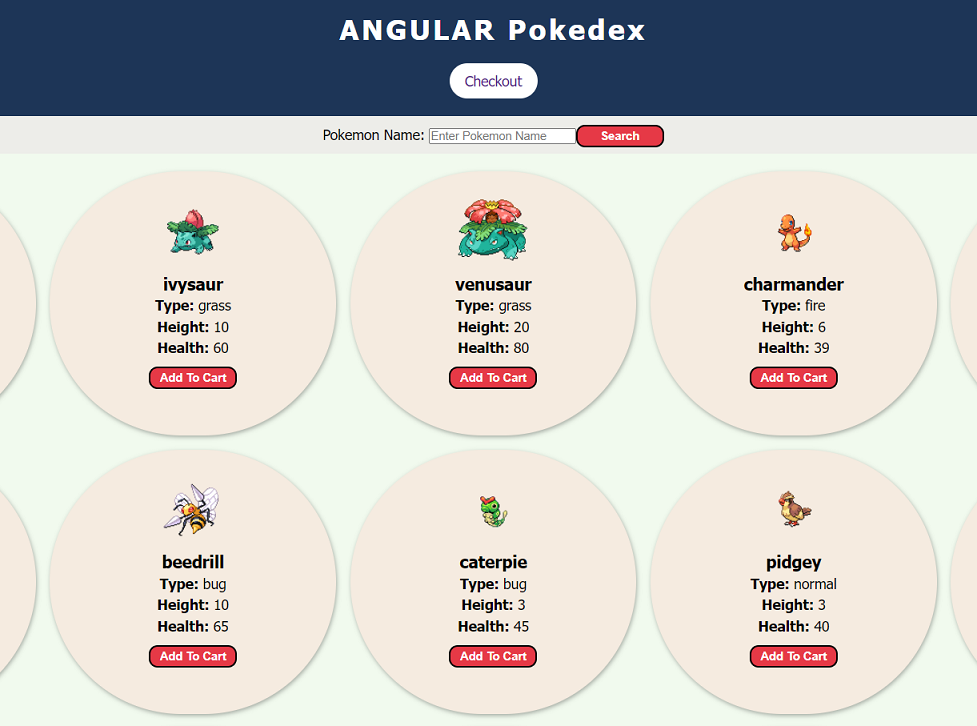 ANGULAR Pokedex
Checkout
Pokemon Name: Enter Pokemon Name Search
ivysaur
Type: grass
Height: 10
Health: 60
Add To Cart
venusaur
Type: grass
Height: 20
Health: 80
Add To Cart
charmander
Type: fire
Height: 6
Health: 39
Add To Cart
beedrill
Type: bug
Height: 10
Health: 65
Add To Cart
caterpie
Type: bug
Height: 3
Health: 45
Add To Cart
pidgey
Type: normal
Height: 3
Health: 40
Add To Cart